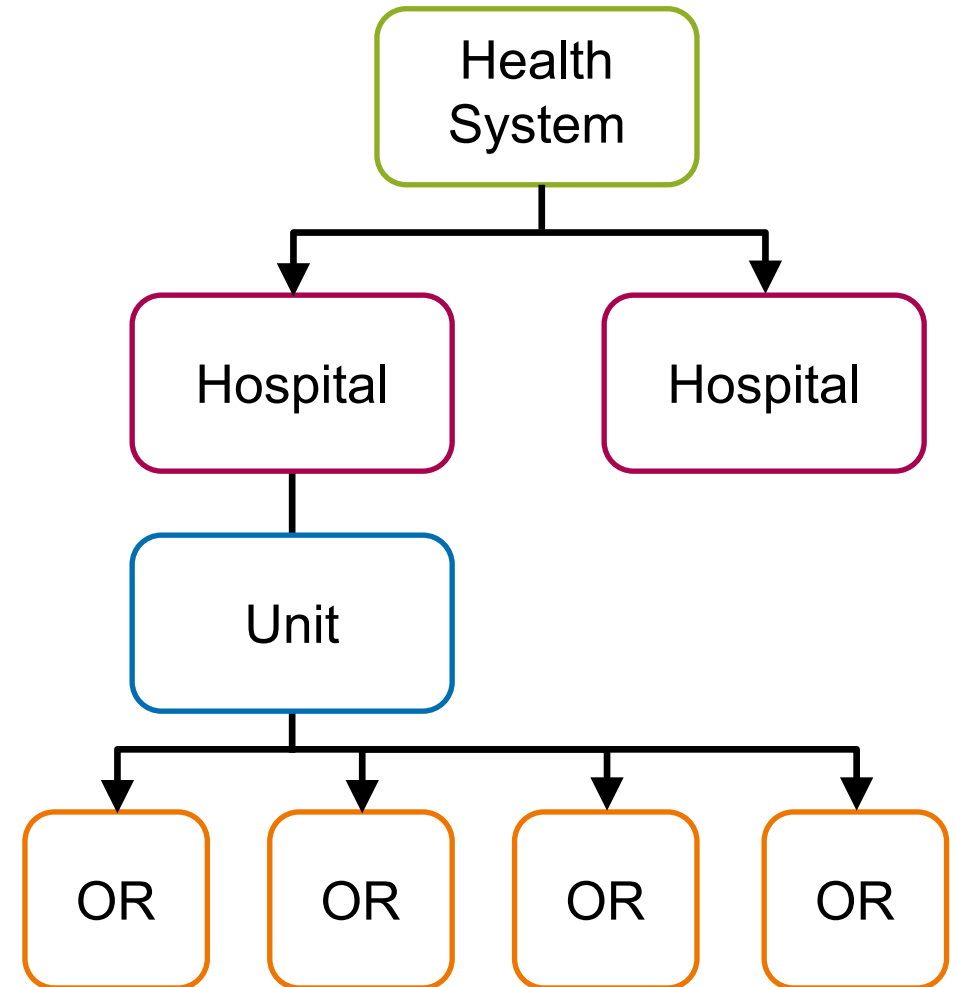 Health
System
Hospital
Hospital
Unit
OR
OR
OR
OR